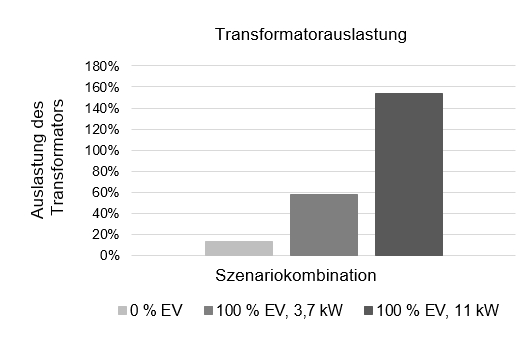 Transformatorauslastung
180%
160%
140%
120%
100%
80%
60%
40%
20%
0%
Auslastung des
Transformators
Szenariokombination
0 % EV
100 % EV, 3,7 kW
100 % EV, 11 kW